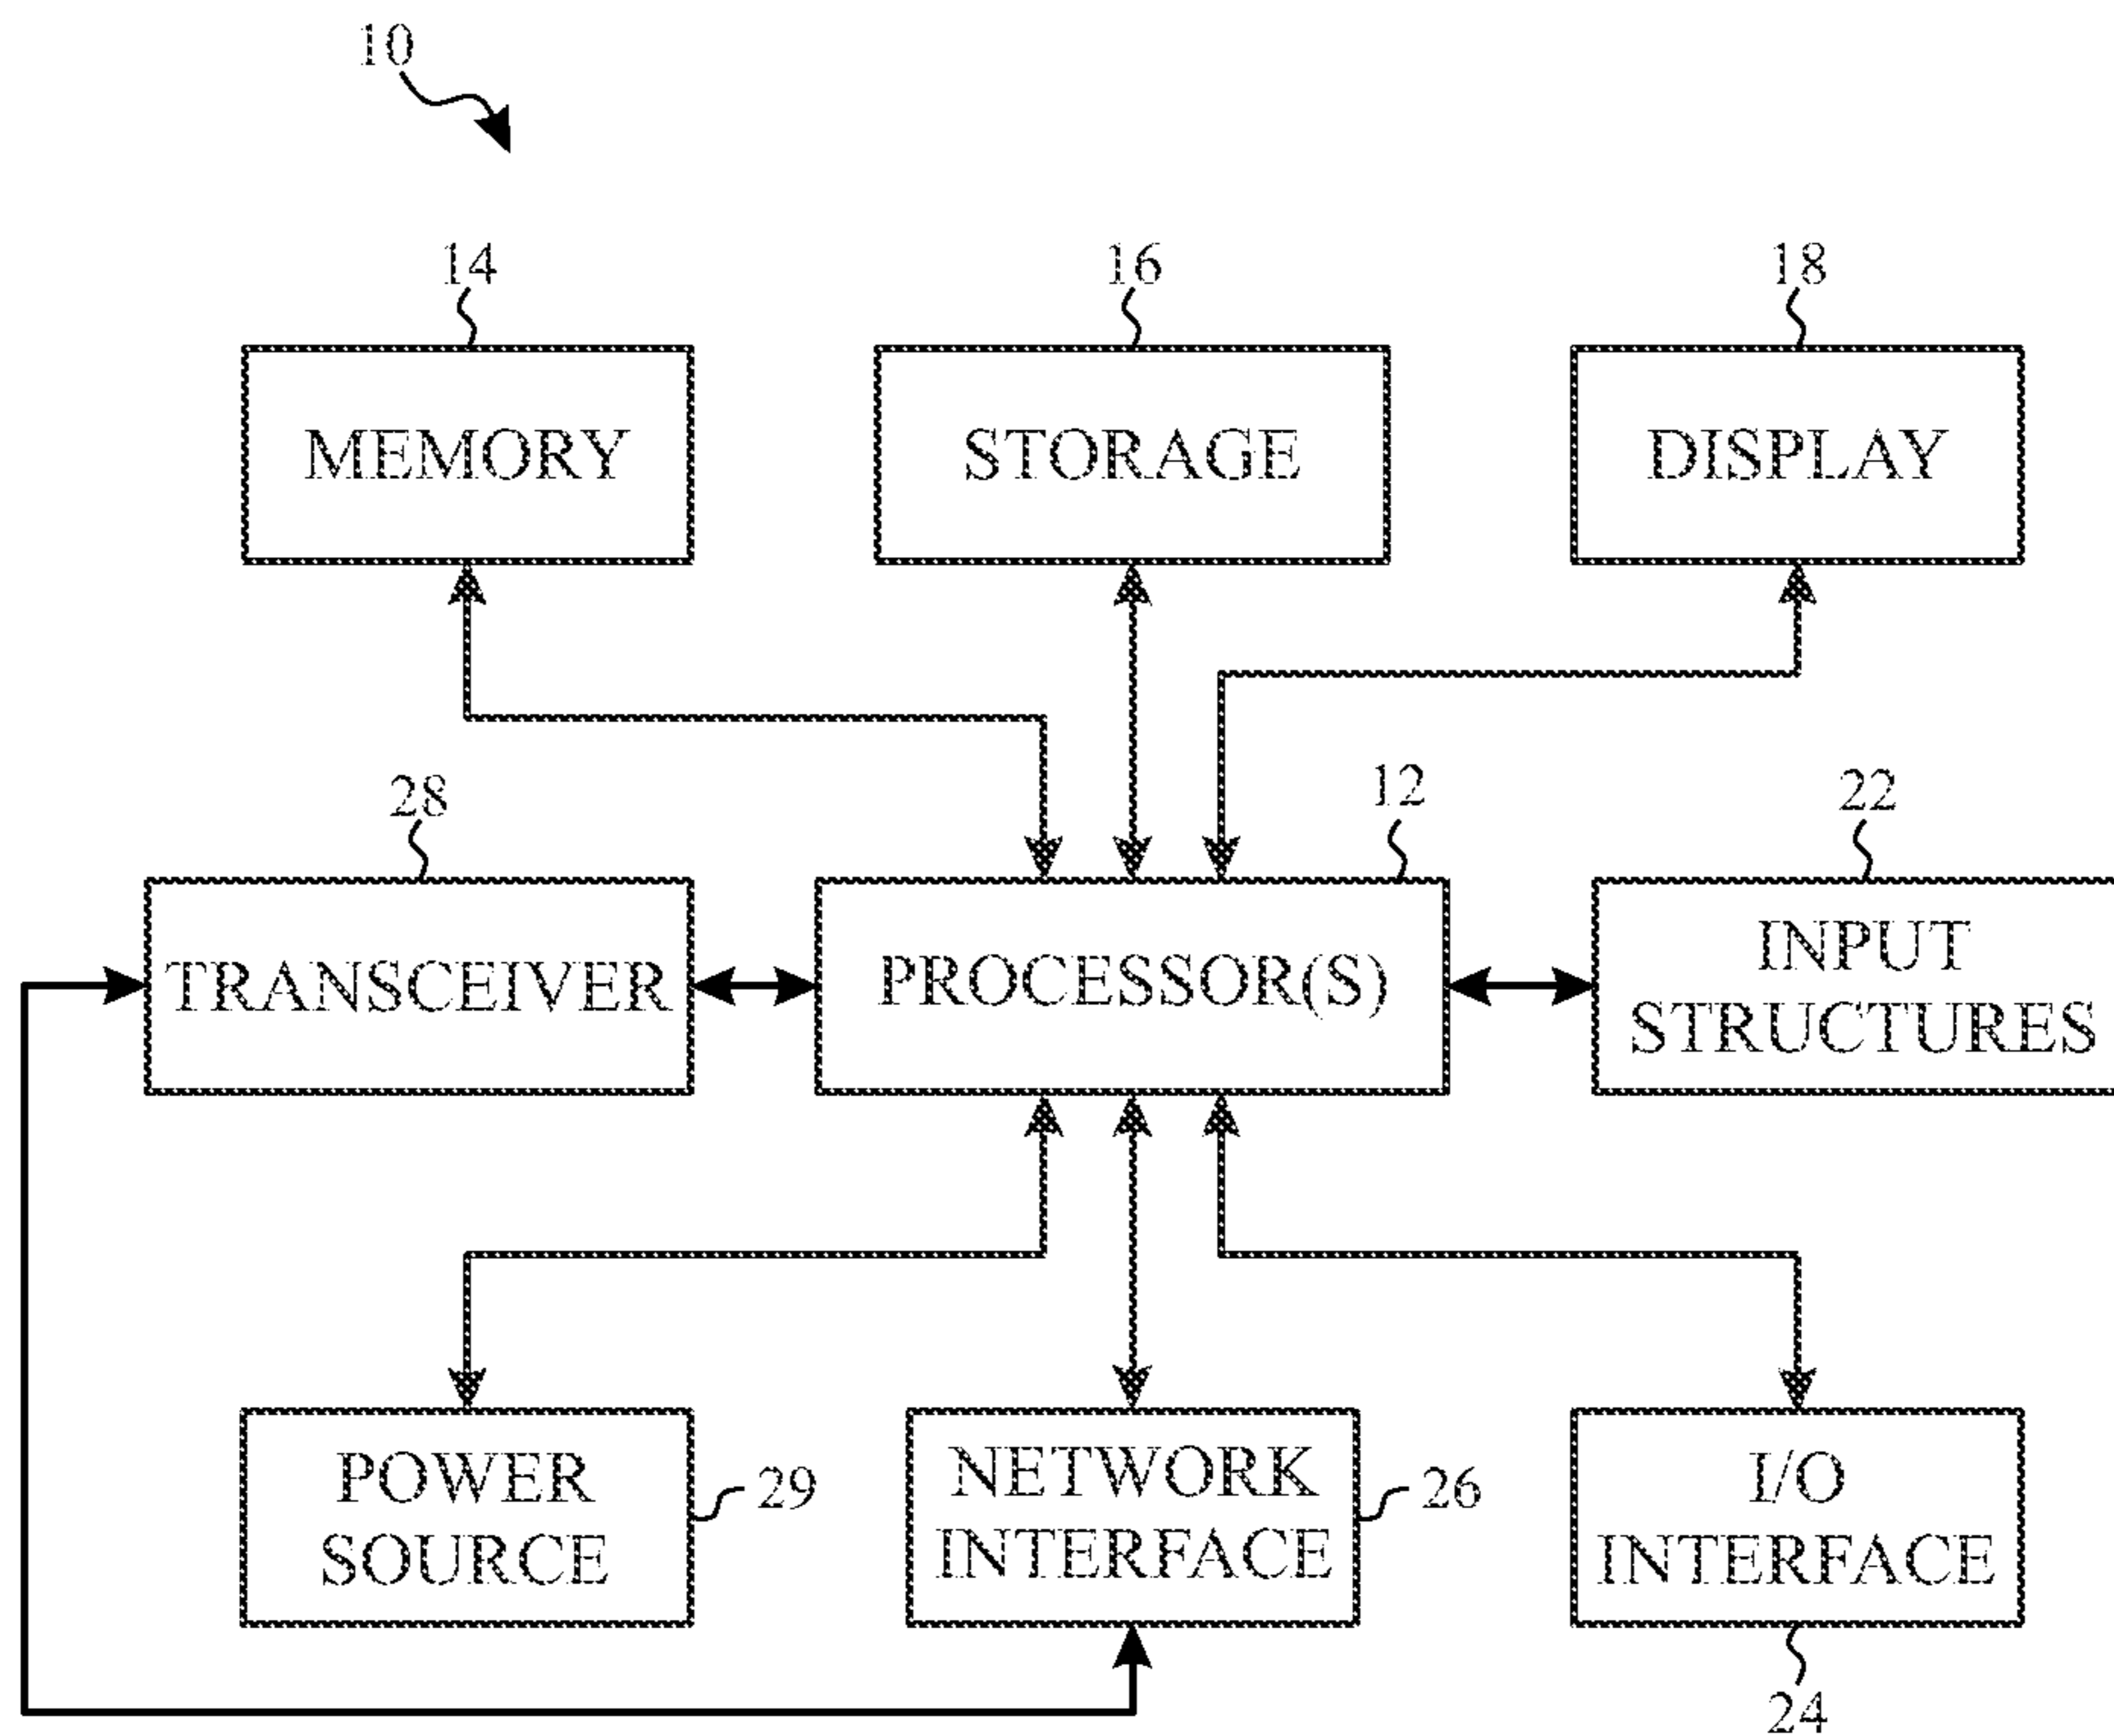 10
14
16
18
MEMORY
STORAGE
DISPLAY
28
12
22
TRANSCEIVER
PROCESSOR(S)
INPUT
STRUCTURES
POWER
SOURCE
29
NETWORK
INTERFACE
26
I/O
INTERFACE
24